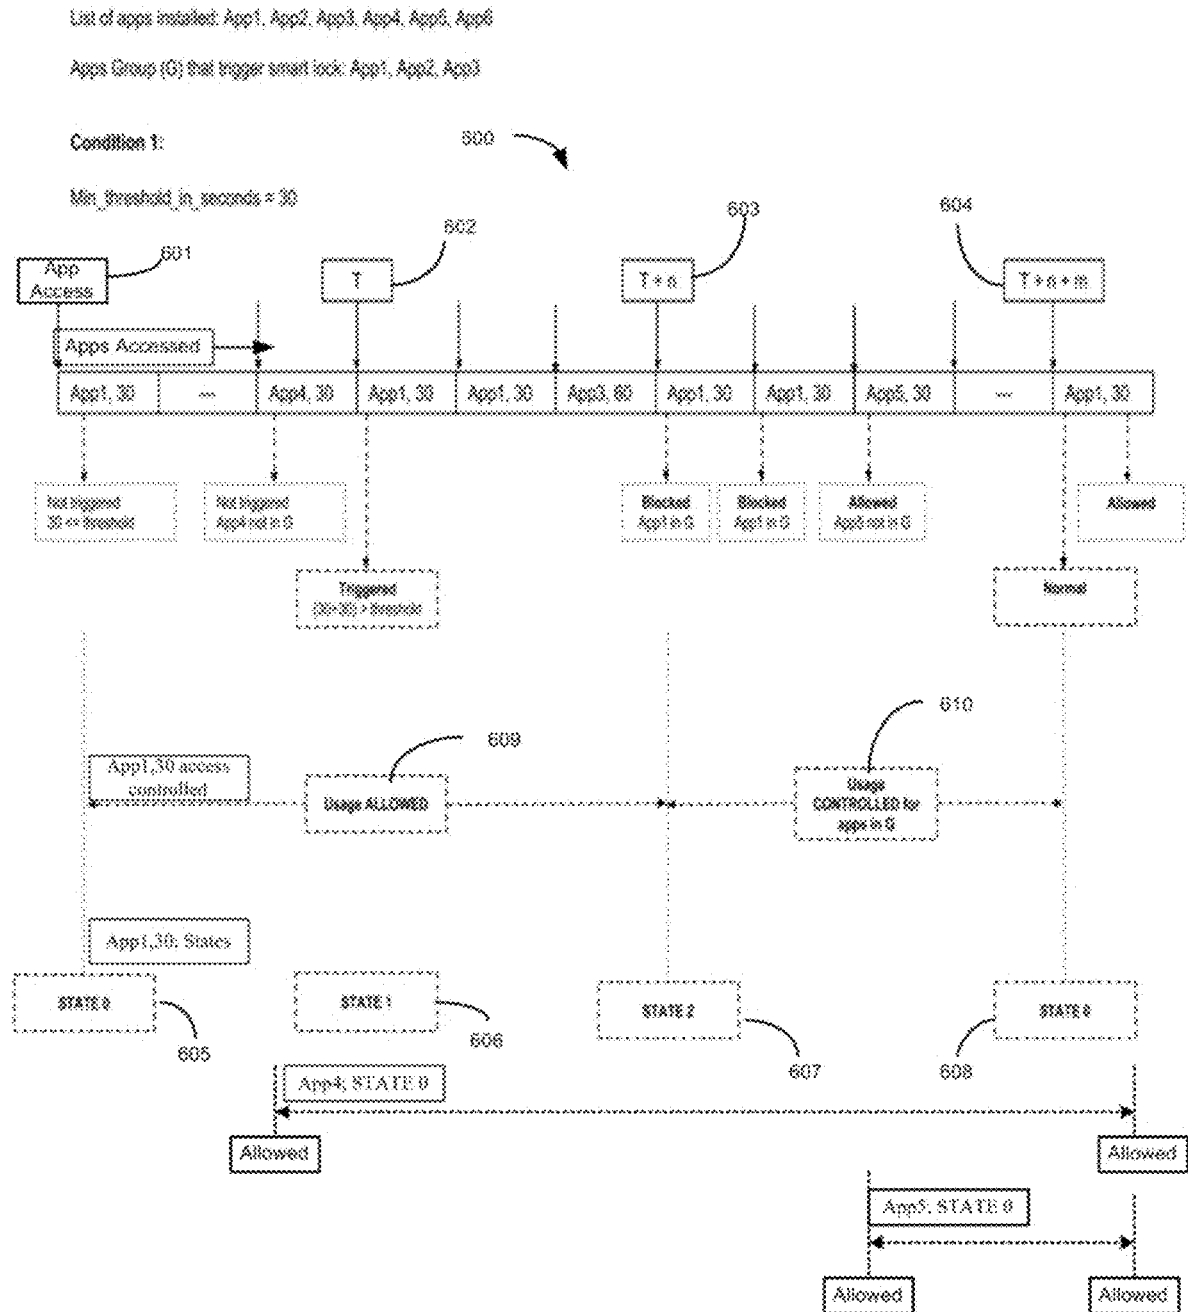 List of apps installed: App1, App2, App3, App4, App5, App6
Apps Group (G) that trigger smart lock: App1, App2, App3
Condition 1:
600
Min_threshold_in_seconds = 30
601
602
603
604
App Access
T
T + n
T + n + m
Apps Accessed
App1, 30
---
App4, 30
App1, 30
App1, 30
App3, 60
App1, 30
App1, 30
App5, 30
---
App1, 30
Not triggered
30 <= threshold
Not triggered
App4 not in G
Blocked
App1 in G
Blocked
App1 in G
Allowed
App5 not in G
Allowed
Triggered
(30+30) > threshold
Normal
609
610
App1,30 access
controlled
Usage ALLOWED
Usage
CONTROLLED for
apps in G
App1,30: States
STATE 0
STATE 1
STATE 2
STATE 0
605
606
607
608
App4; STATE 0
Allowed
Allowed
App5; STATE 0
Allowed
Allowed